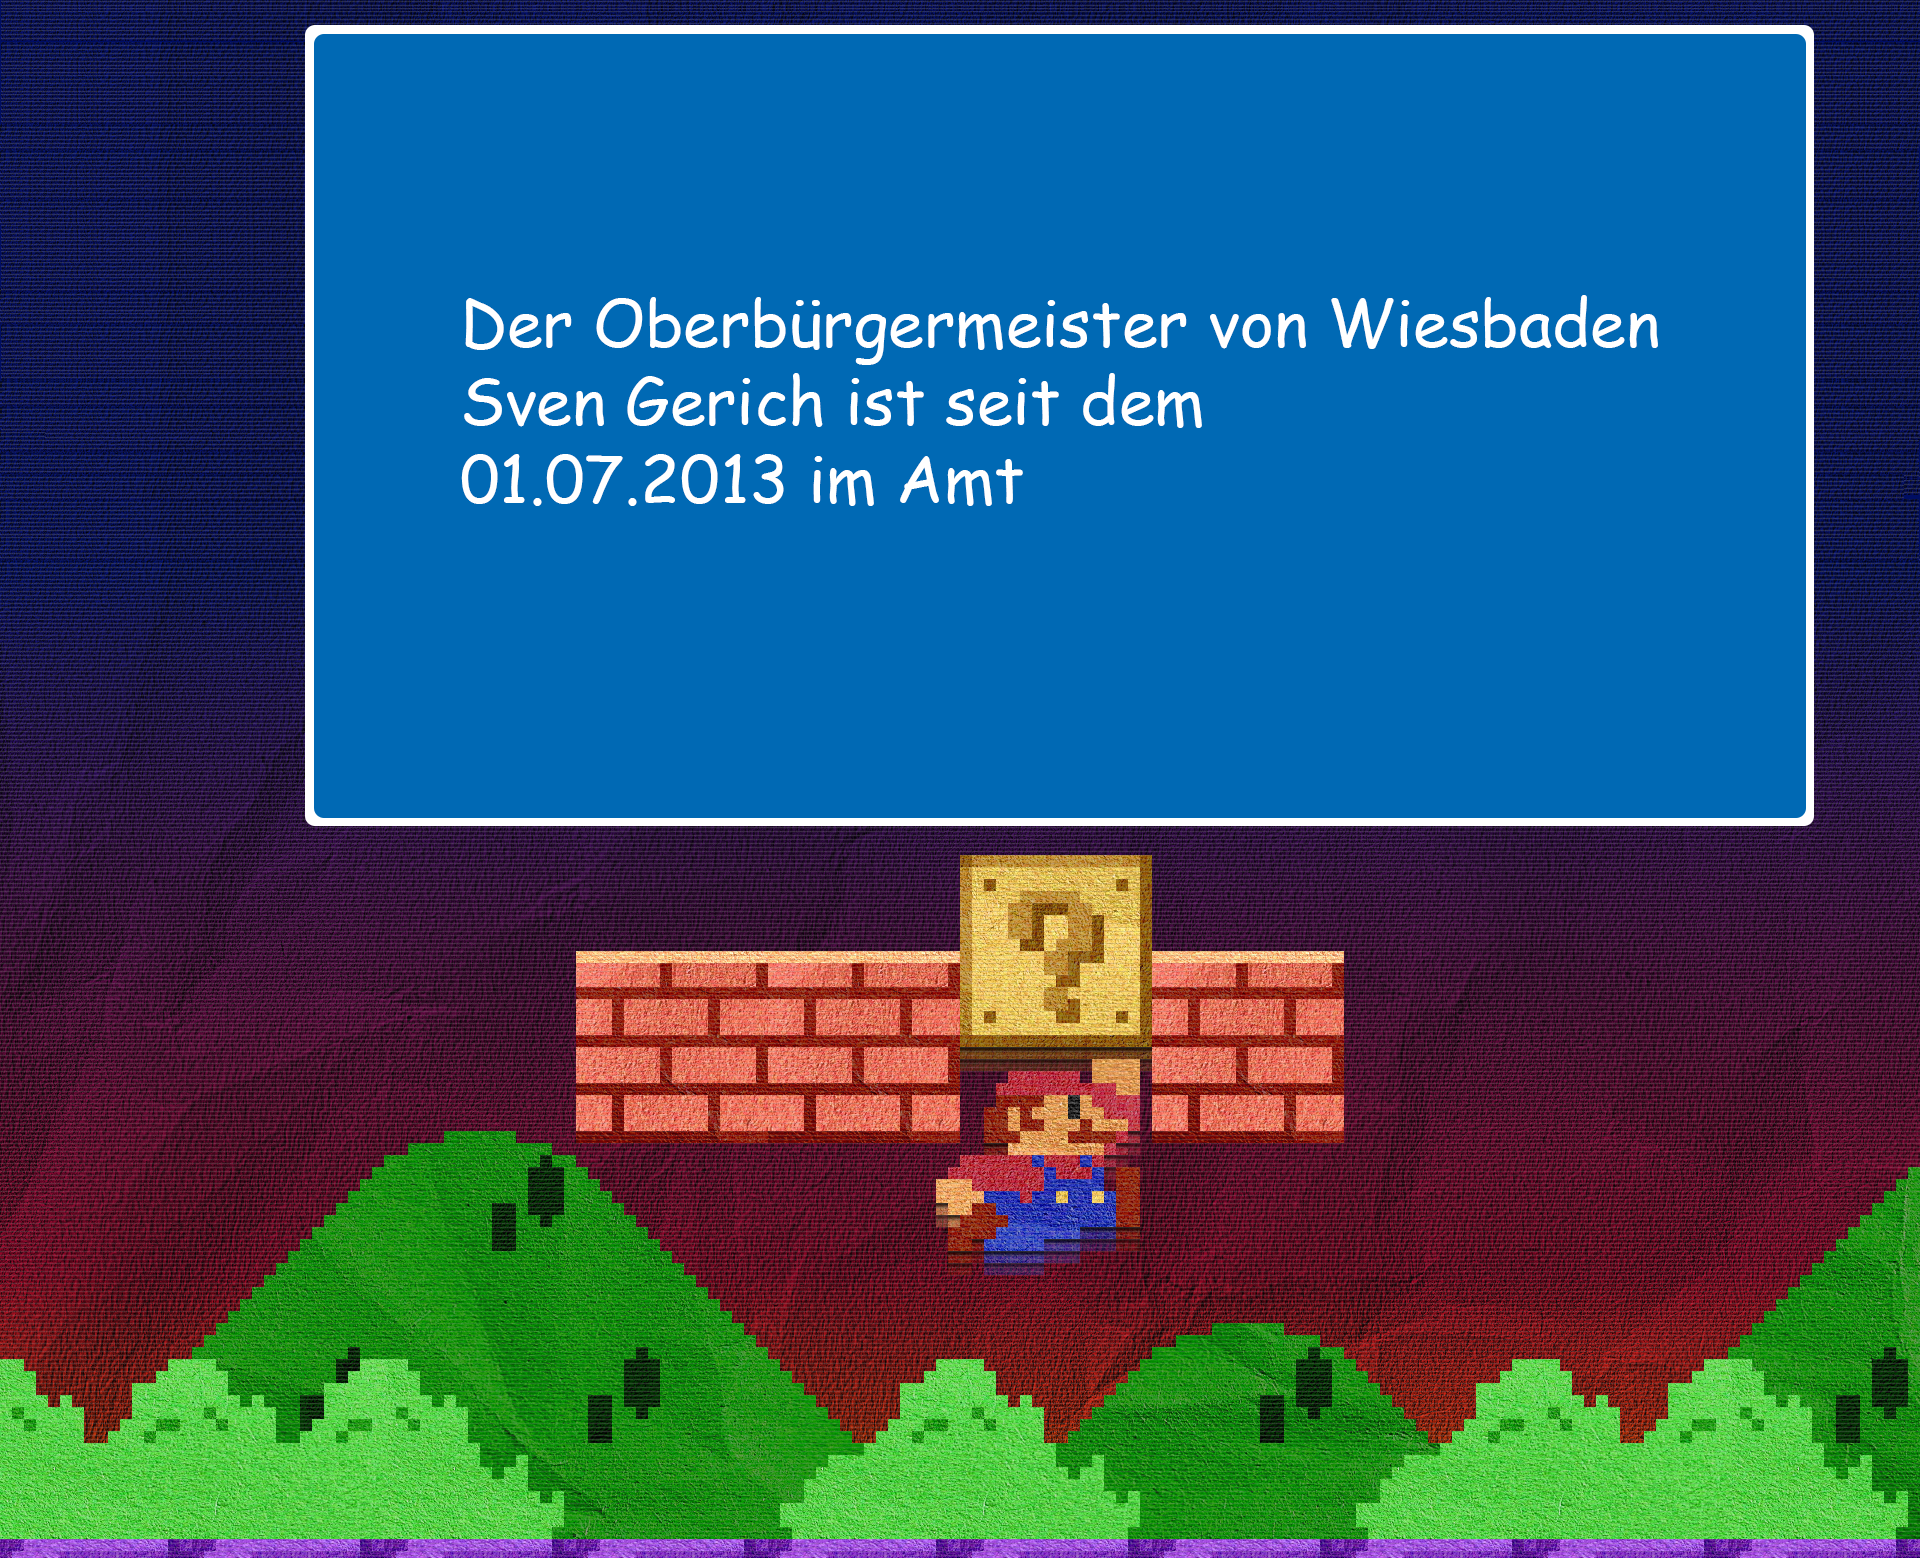 Der Oberbürgermeister von Wiesbaden
Sven Gerich ist seit dem
01.07.2013 im Amt
?